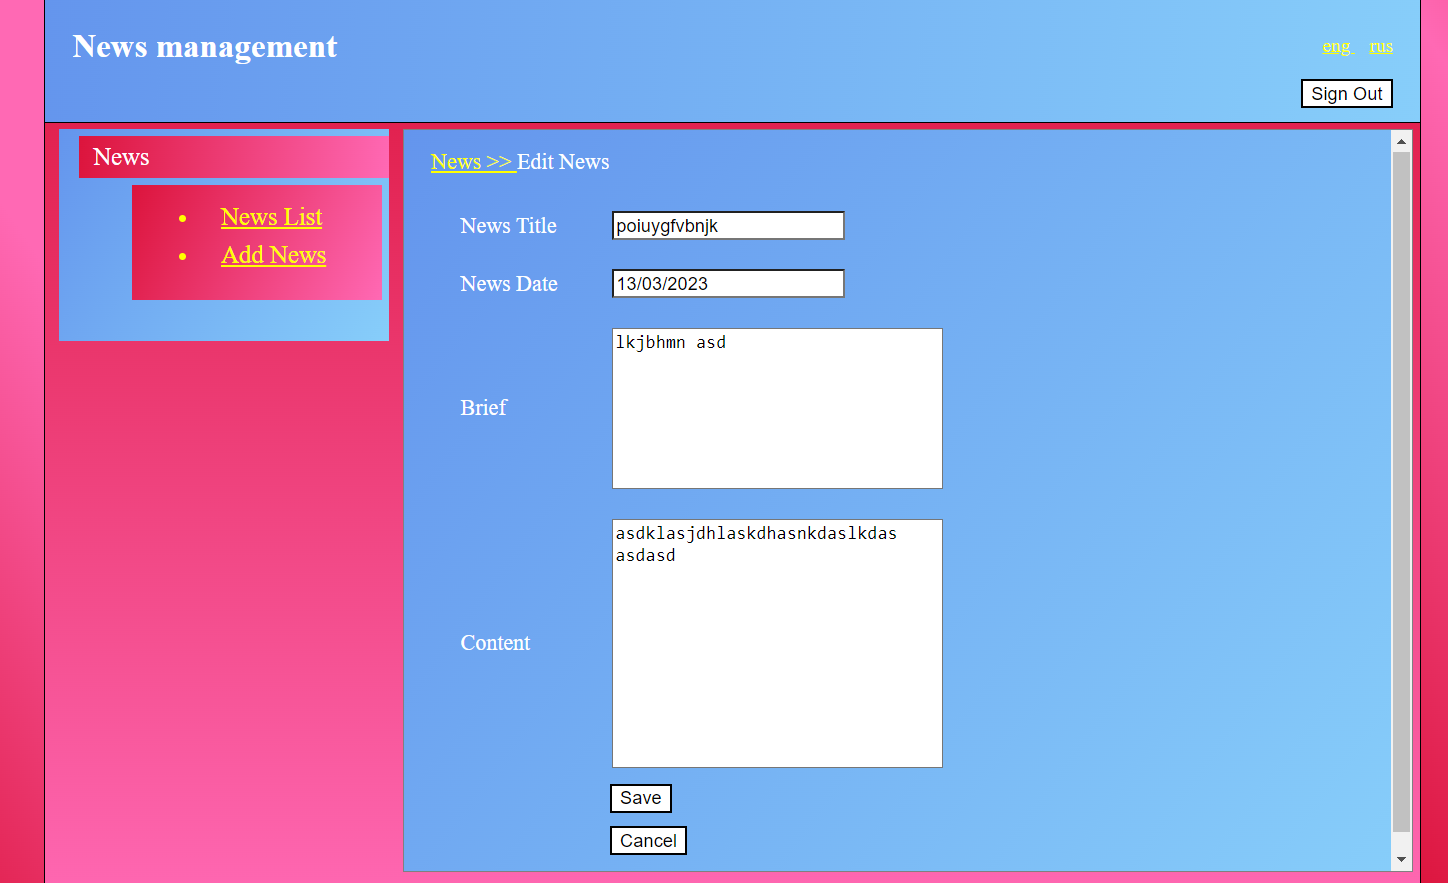 News management
eng rus
Sign Out
News
News List
Add News
News >> Edit News
News Title poiuygfvbnjk
News Date 13/03/2023
Brief
lkjbhmn asd
Content
asdklasjdhlaskdhasnkdaslkdas
asdasd
Save
Cancel